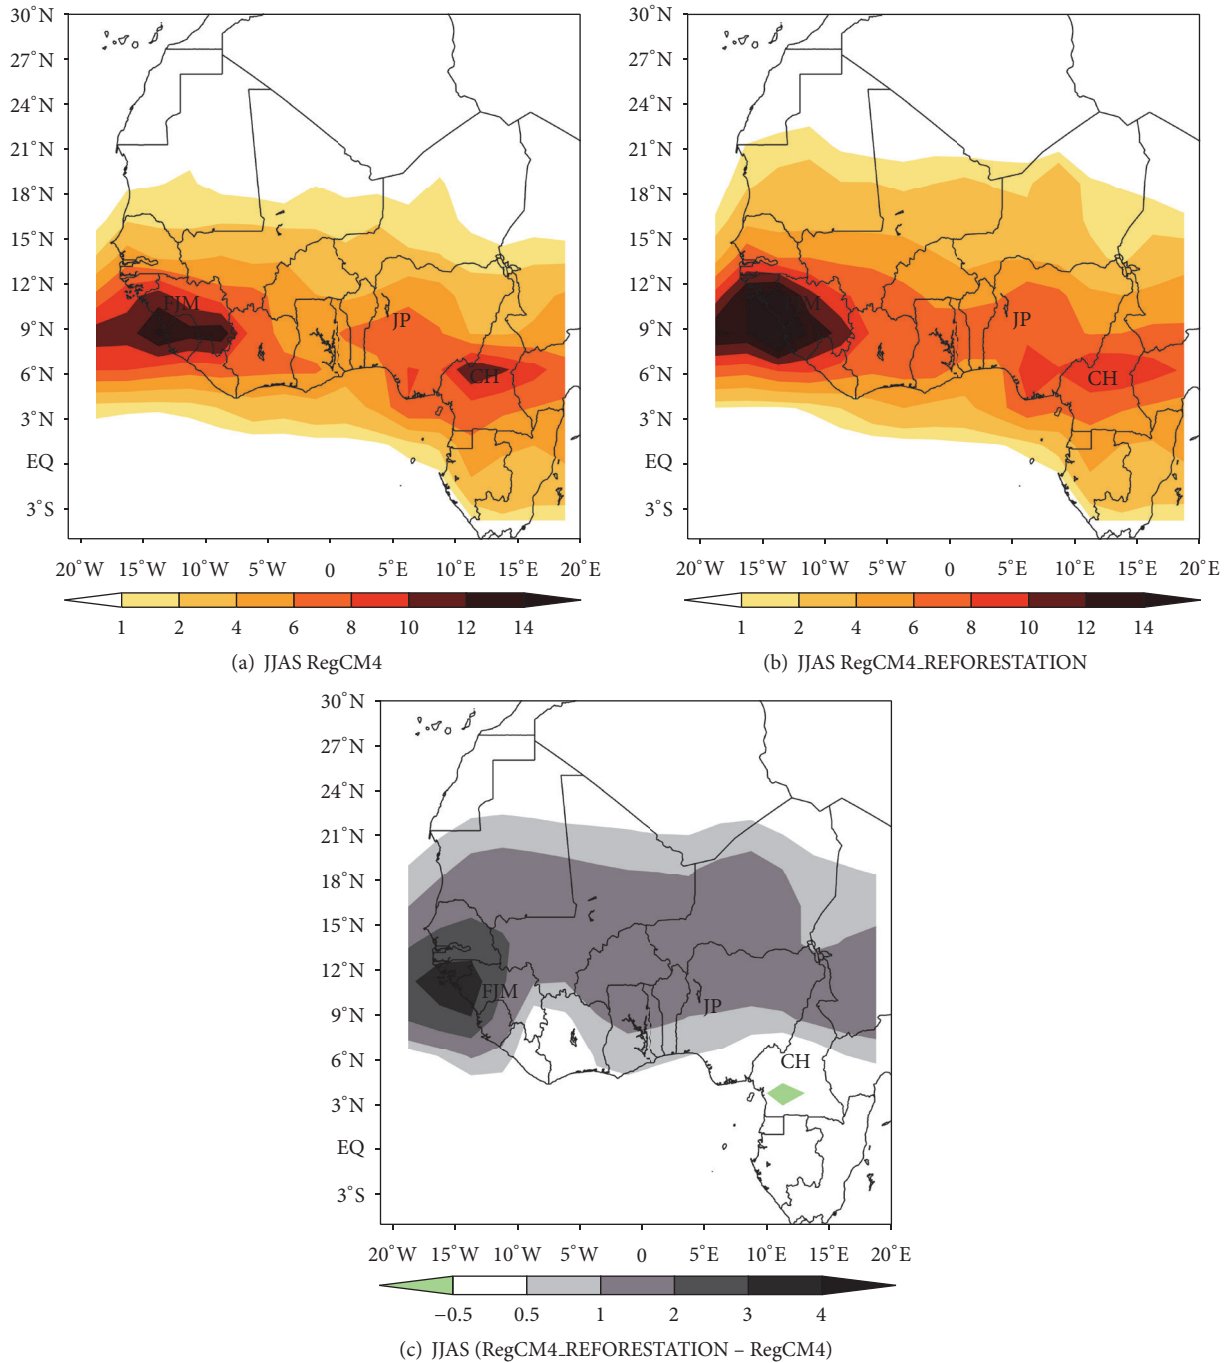 30˚N
27˚N
24˚N
21˚N
18˚N
15˚N
12˚N
9˚N
6˚N
3˚N
EQ
3˚S
FJM
JP
CH
20˚W 15˚W 10˚W 5˚W 0 5˚E 10˚E 15˚E 20˚E
1 2 4 6 8 10 12 14
(a) JJAS RegCM4
30˚N
27˚N
24˚N
21˚N
18˚N
15˚N
12˚N
9˚N
6˚N
3˚N
EQ
3˚S
JP
CH
20˚W 15˚W 10˚W 5˚W 0 5˚E 10˚E 15˚E 20˚E
1 2 4 6 8 10 12 14
(b) JJAS RegCM4_REFORESTATION
30˚N
27˚N
24˚N
21˚N
18˚N
15˚N
12˚N
9˚N
6˚N
3˚N
EQ
3˚S
FJM
JP
CH
20˚W 15˚W 10˚W 5˚W 0 5˚E 10˚E 15˚E 20˚E
−0.5 0.5 1 2 3 4
(c) JJAS (RegCM4_REFORESTATION – RegCM4)